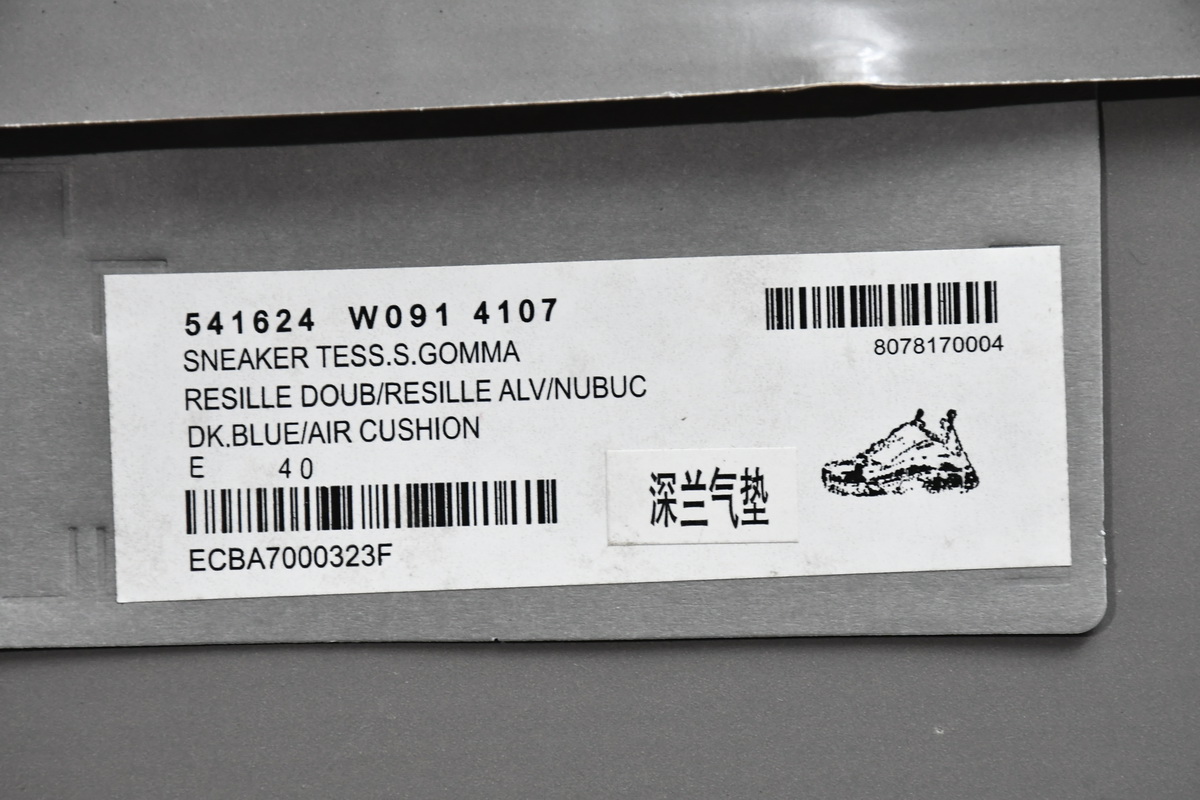 541624 W091 4107
SNEAKER TESS.S.GOMMA
RESILLE DOUB/RESILLE ALV/NUBUC
DK.BLUE/AIR CUSHION
E 40
ECBA7000323F
8078170004
深兰气垫